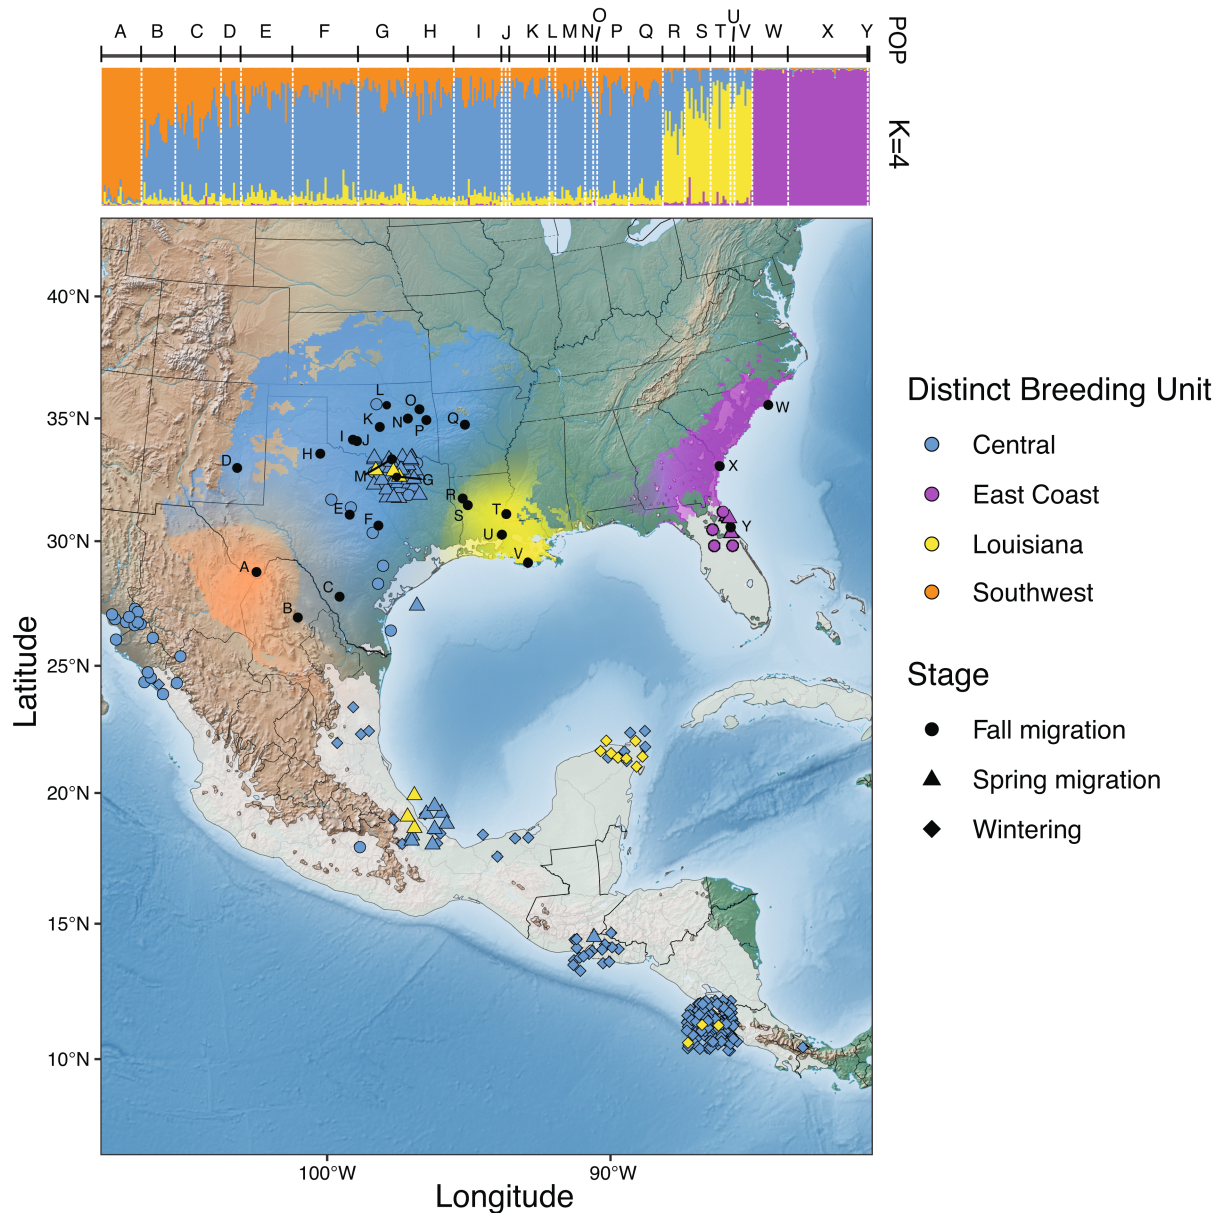 O U
A B C D E F G H I J K L M N P Q R S T V W X Y
POP
K=4
40°N
35°N
30°N
25°N
20°N
15°N
10°N
Latitude
100°W
90°W
Longitude
L
O
K
N
P
Q
I
J
H
D
M
G
W
X
E
F
R
S
T
U
V
Y
A
B
C
Distinct Breeding Unit
Central
East Coast
Louisiana
Southwest
Stage
Fall migration
Spring migration
Wintering